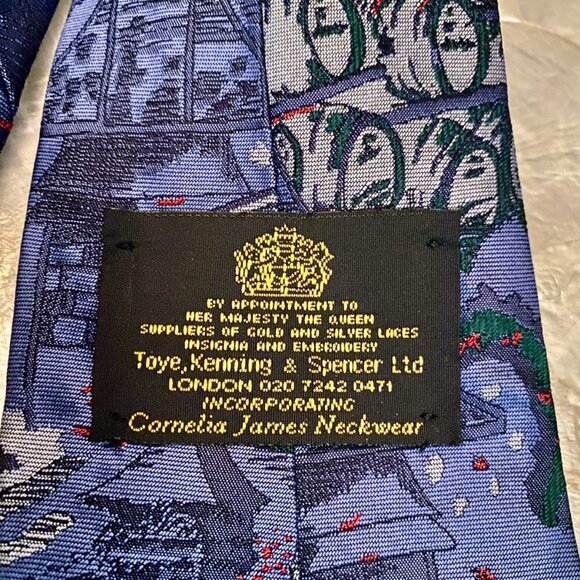 BY APPOINTMENT TO
HER MAJESTY THE QUEEN
SUPPLIERS OF GOLD AND SILVER LACES
INSIGNIA AND EMBROIDERY
Toye, Kenning & Spencer Ltd
LONDON 020 7242 0471
INCORPORATING
Cornelia James Neckwear